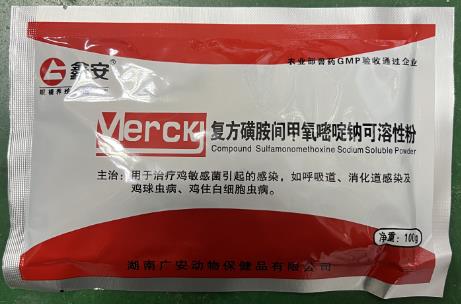 鑫安®
农业部兽药GMP验收通过企业
Merck
复方磺胺间甲氧嘧啶钠可溶性粉
Compound Sulfamonomethoxine Sodium Soluble Powder
主治：用于治疗鸡敏感菌引起的感染，如呼吸道、消化道感染及
鸡球虫病、鸡住白细胞虫病。
净重：100g
湖南广安动物保健品有限公司